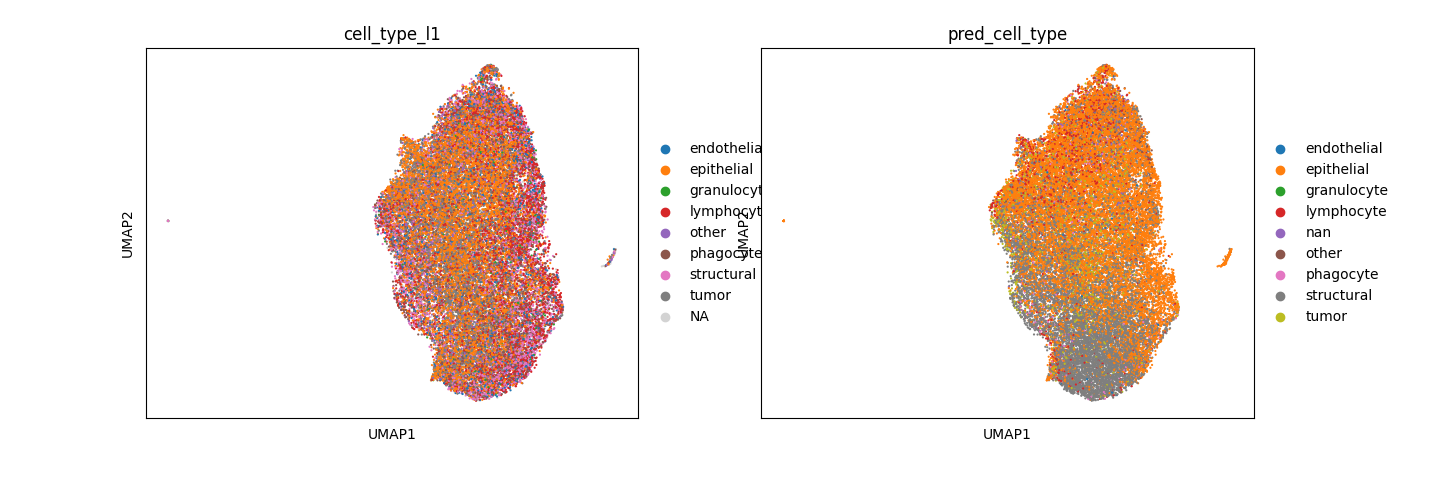 cell_type_l1
UMAP2
UMAP1
endothelia
epithelial
granulocyt
lymphocyt
other
phagocyte
structural
tumor
NA
pred_cell_type
UMAP2
UMAP1
endothelial
epithelial
granulocyte
lymphocyte
nan
other
phagocyte
structural
tumor